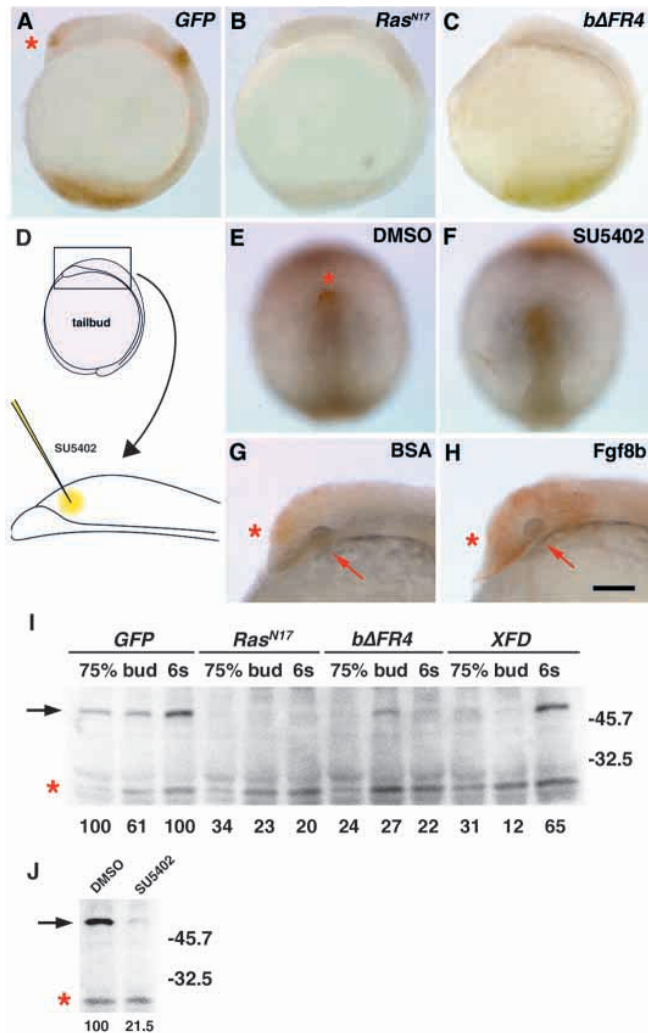 A GFP
*
B Ras^N17
C bΔFR4
D
tailbud
SU5402
E DMSO
*
F SU5402
G BSA
*
H Fgf8b
*
I
GFP Ras^N17 bΔFR4 XFD
75% bud 6s 75% bud 6s 75% bud 6s 75% bud 6s
-45.7
-32.5
*
100 61 100 34 23 20 24 27 22 31 12 65
J
DMSO SU5402
-45.7
-32.5
*
100 21.5